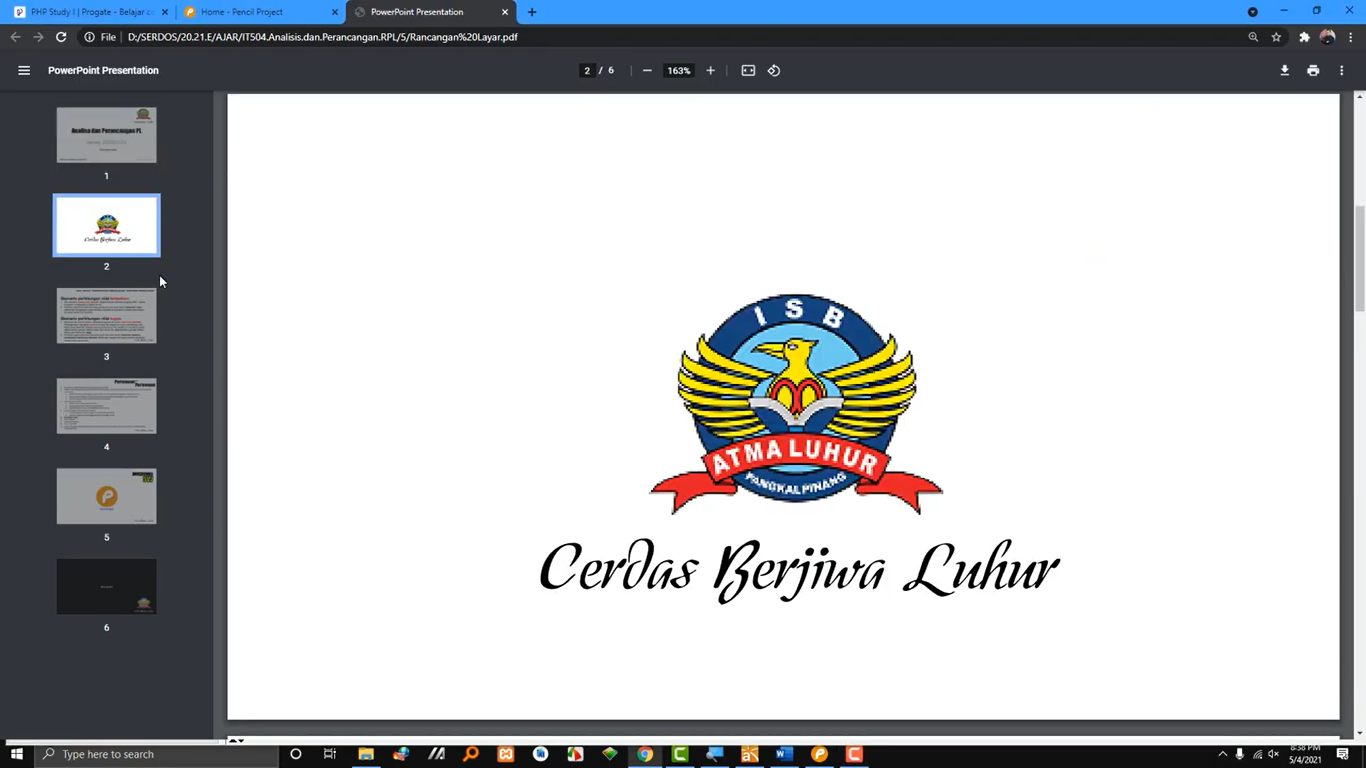 PHP Study I | Progate - Belajar c
Home - Pencil Project
PowerPoint Presentation
File D:/SERDOS/20.21.E/AJAR/IT504.Analisis.dan.Perancangan.RPL/5/Rancangan%20Layar.pdf
PowerPoint Presentation
2 / 6
163%
Analisa dan Perancangan PL
1
Cerdas Berjiwa Luhur
2
3
4
5
6
ISB
ATMA LUHUR
PANGKALPINANG
Cerdas Berjiwa Luhur
Type here to search
8:38 PM
5/4/2021